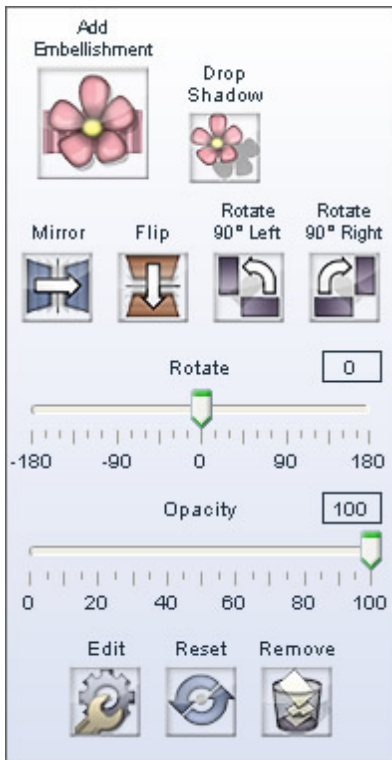 Add
Embellishment
Drop
Shadow
Mirror
Flip
Rotate
90° Left
Rotate
90° Right
Rotate
0
-180 -90 0 90 180
Opacity
100
0 20 40 60 80 100
Edit Reset Remove